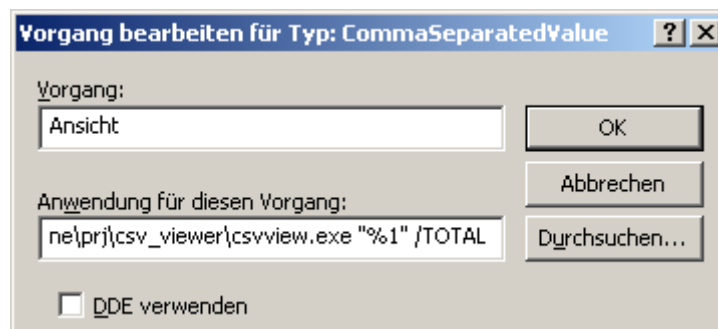 Vorgang bearbeiten für Typ: CommaSeparatedValue
Vorgang:
Ansicht
OK
Abbrechen
Anwendung für diesen Vorgang:
ne\prj\csv_viewer\csvview.exe "%1" /TOTAL
Durchsuchen...
DDE verwenden